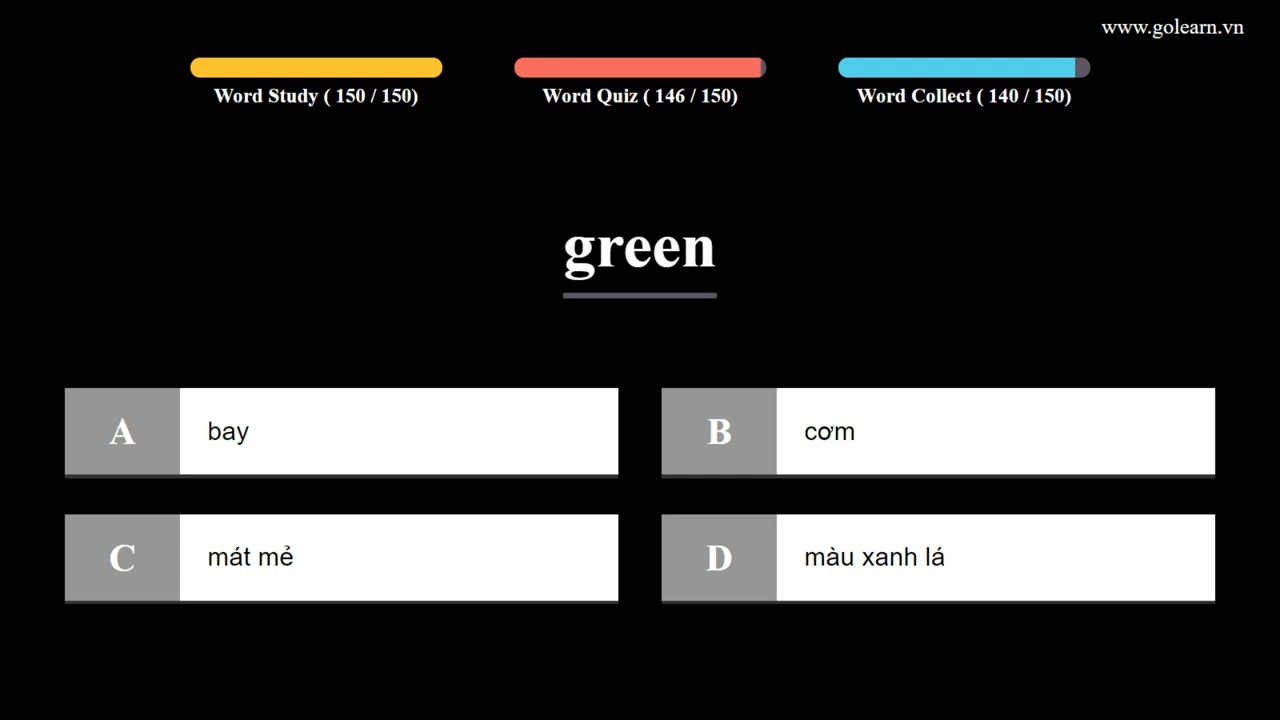 www.golearn.vn
Word Study ( 150 / 150)
Word Quiz ( 146 / 150)
Word Collect ( 140 / 150)
green
A bay
B cơm
C mát mẻ
D màu xanh lá